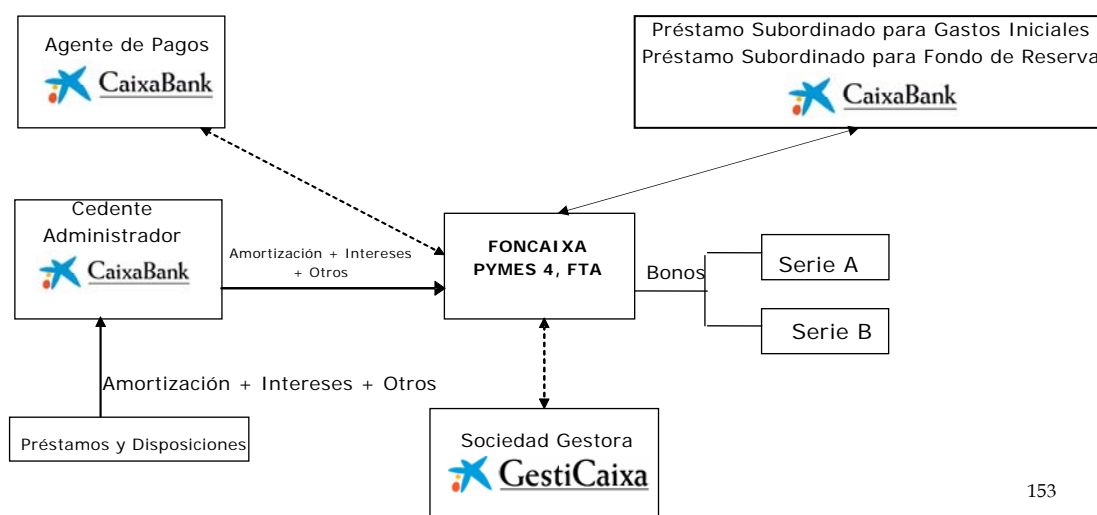 Agente de Pagos
CaixaBank
Préstamo Subordinado para Gastos Iniciales
Préstamo Subordinado para Fondo de Reserva
CaixaBank
Cedente
Administrador
CaixaBank
Amortización + Intereses
+ Otros
FONCAIXA
PYMES 4, FTA
Bonos
Serie A
Serie B
Amortización + Intereses + Otros
Préstamos y Disposiciones
Sociedad Gestora
GestiCaixa
153